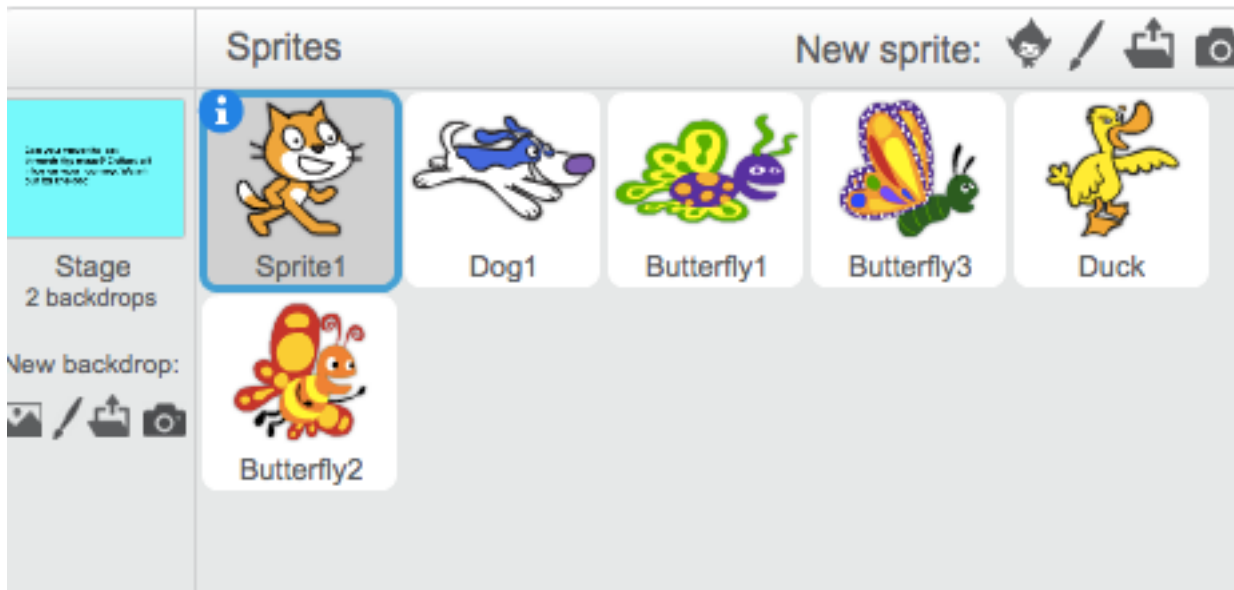 Sprites
New sprite:
Stage
2 backdrops
New backdrop:
Sprite1
Dog1
Butterfly1
Butterfly3
Duck
Butterfly2